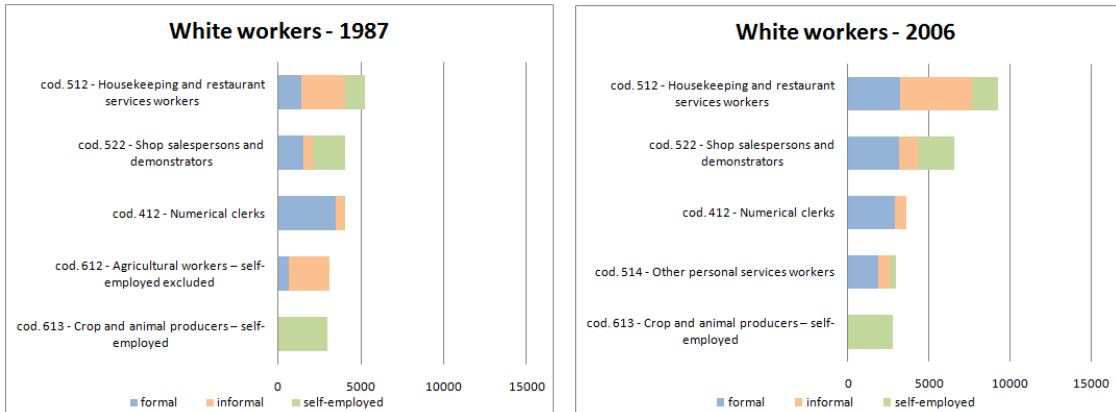 White workers - 1987
cod. 512 - Housekeeping and restaurant
services workers
cod. 522 - Shop salespersons and
demonstrators
cod. 412 - Numerical clerks
cod. 612 - Agricultural workers – self-
employed excluded
cod. 613 - Crop and animal producers – self-
employed
0 5000 10000 15000
formal informal self-employed
White workers - 2006
cod. 512 - Housekeeping and restaurant
services workers
cod. 522 - Shop salespersons and
demonstrators
cod. 412 - Numerical clerks
cod. 514 - Other personal services workers
cod. 613 - Crop and animal producers – self-
employed
0 5000 10000 15000
formal informal self-employed